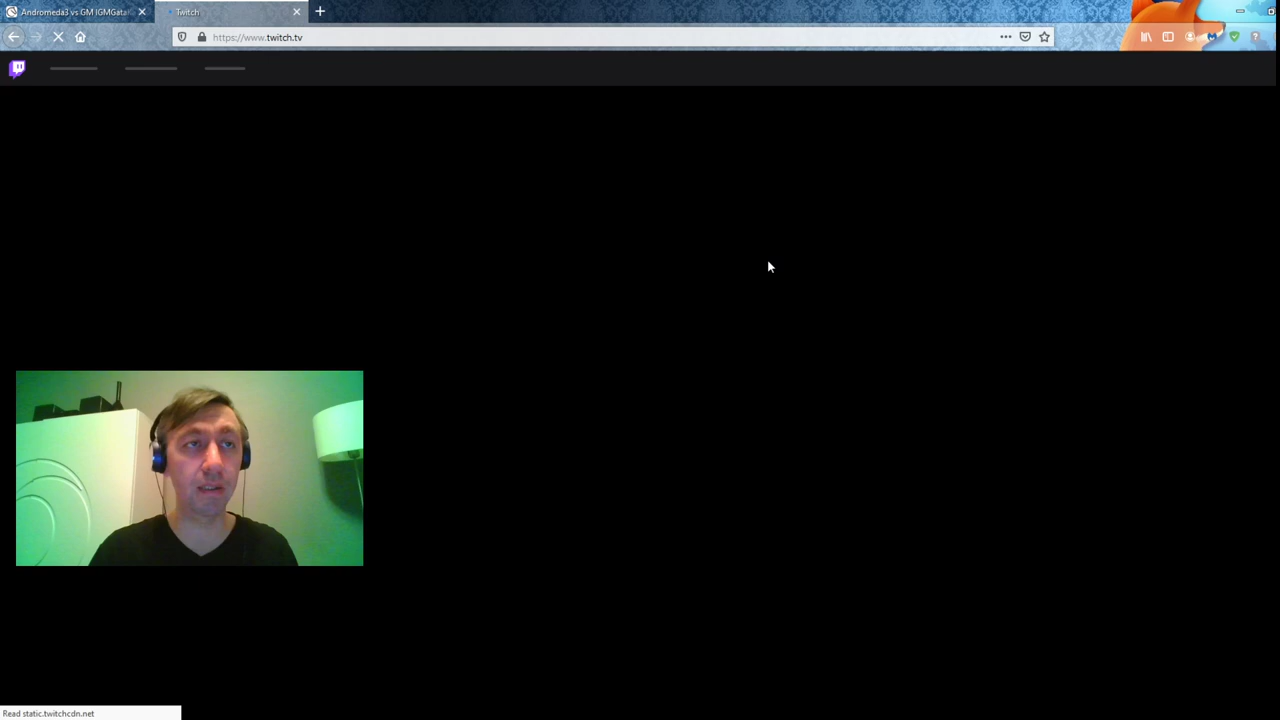 Andromeda3 vs GM IGMGata
Twitch
https://www.twitch.tv
Read static.twitchcdn.net